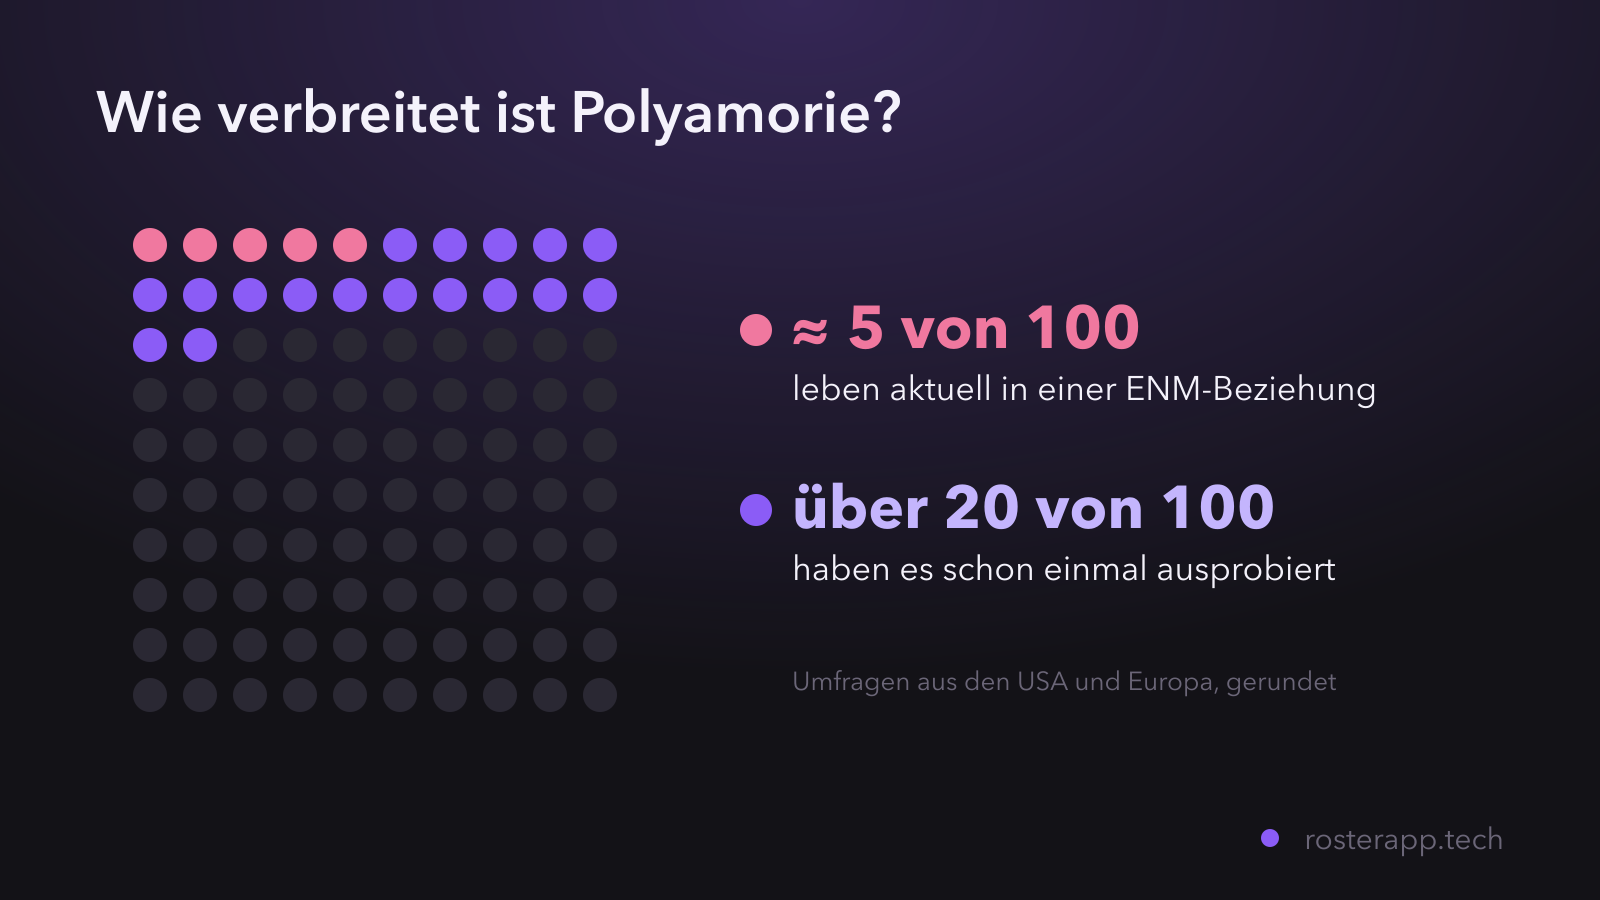 Wie verbreitet ist Polyamorie?
≈ 5 von 100
leben aktuell in einer ENM-Beziehung
über 20 von 100
haben es schon einmal ausprobiert
Umfragen aus den USA und Europa, gerundet
rosterapp.tech